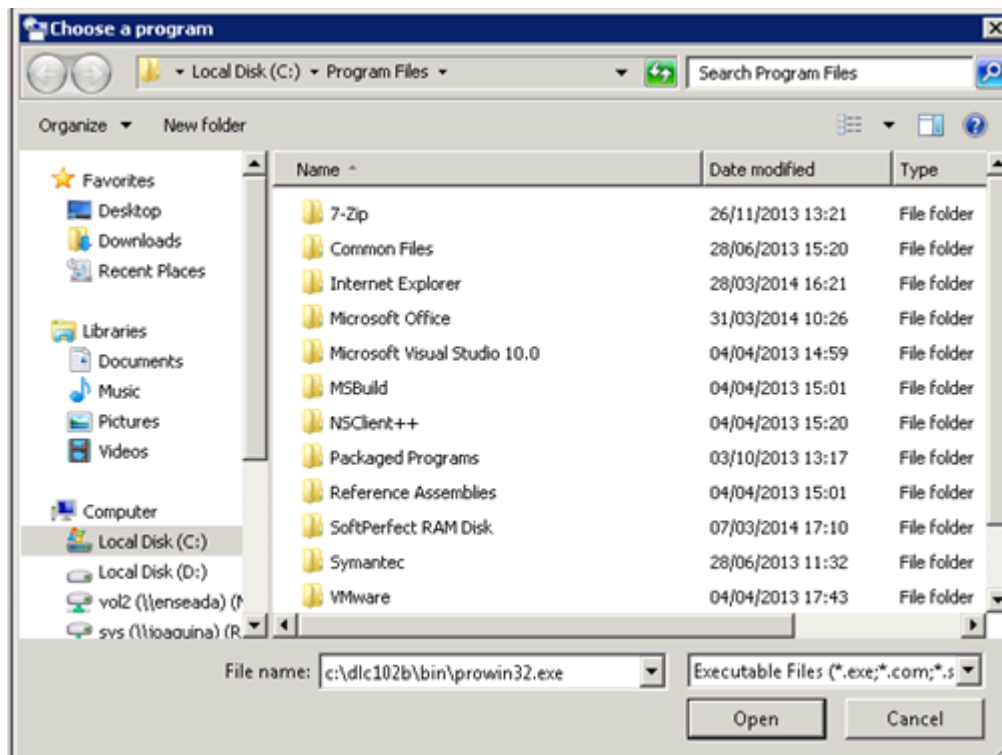 Choose a program
Local Disk (C:) Program Files
Search Program Files
Organize New folder
Name Date modified Type
Favorites
Desktop
Downloads
Recent Places
Libraries
Documents
Music
Pictures
Videos
Computer
Local Disk (C:)
Local Disk (D:)
vol2 (\\enseada) (
sys (\\joaquina) (R
7-Zip 26/11/2013 13:21 File folder
Common Files 28/06/2013 15:20 File folder
Internet Explorer 28/03/2014 16:21 File folder
Microsoft Office 31/03/2014 10:26 File folder
Microsoft Visual Studio 10.0 04/04/2013 14:59 File folder
MSBuild 04/04/2013 15:01 File folder
NSClient++ 04/04/2013 15:20 File folder
Packaged Programs 03/10/2013 13:17 File folder
Reference Assemblies 04/04/2013 15:01 File folder
SoftPerfect RAM Disk 07/03/2014 17:10 File folder
Symantec 28/06/2013 11:32 File folder
VMware 04/04/2013 17:43 File folder
File name: c:\dlc102b\bin\prowin32.exe
Executable Files (*.exe;*.com;*.s
Open Cancel